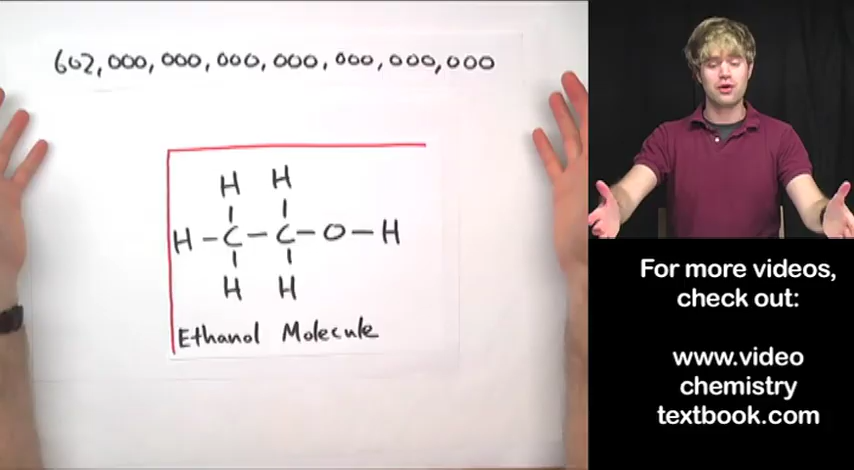 602,000,000,000,000,000,000,000
H H
H – C – C – O – H
H H
Ethanol Molecule
For more videos,
check out:
www.video
chemistry
textbook.com